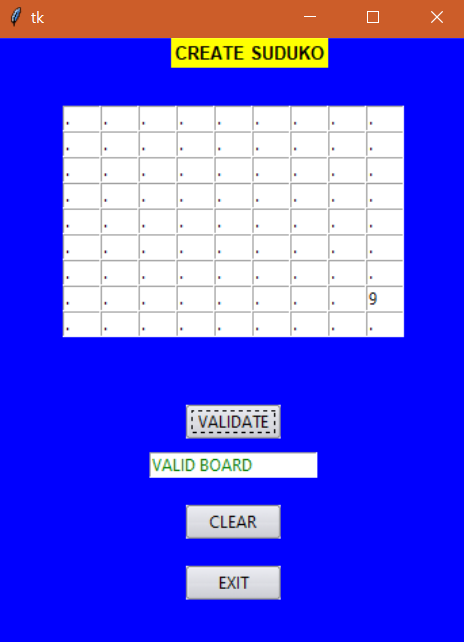 tk
CREATE SUDUKO
. . . . . . . . .
. . . . . . . . .
. . . . . . . . .
. . . . . . . . .
. . . . . . . . .
. . . . . . . . .
. . . . . . . . .
. . . . . . . . 9
. . . . . . . . .
VALIDATE
VALID BOARD
CLEAR
EXIT